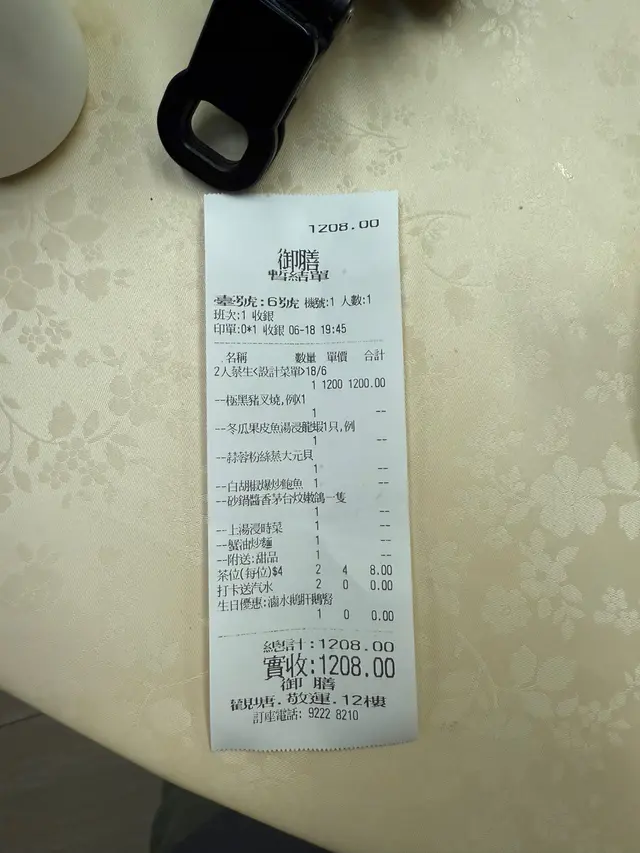 1208.00
御膳
暫結單
臺號:6號 機號:1 人數:1
班次:1 收銀
印單:0*1 收銀 06-18 19:45
名稱 數量 單價 合計
2人餸生<設計菜單>18/6
1 1200 1200.00
--極黑豬叉燒,例X1
1 --
--冬瓜果皮魚湯浸龍蝦1只,例
1 --
--蒜蓉粉絲蒸大元貝
1 --
--白胡椒爆炒鮑魚 1 --
--砂鍋醬香茅台炆嫩鴿一隻
1 --
--上湯浸時菜 1 --
--蟹油炒麵 1 --
--附送:甜品 1 --
茶位(每位)$4 2 4 8.00
打卡送汽水 2 0 0.00
生日優惠:滷水鵝肝鵝腎
1 0 0.00
總計:1208.00
實收:1208.00
御 膳
觀塘.敬運.12樓
訂座電話: 9222 8210